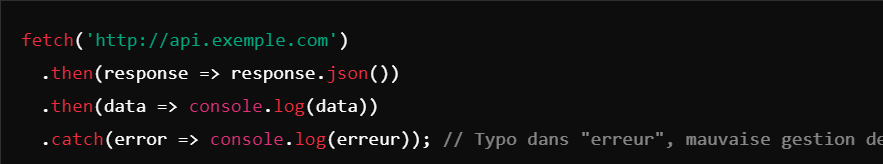 fetch('http://api.exemple.com')
.then(response => response.json())
.then(data => console.log(data))
.catch(error => console.log(erreur)); // Typo dans "erreur", mauvaise gestion de